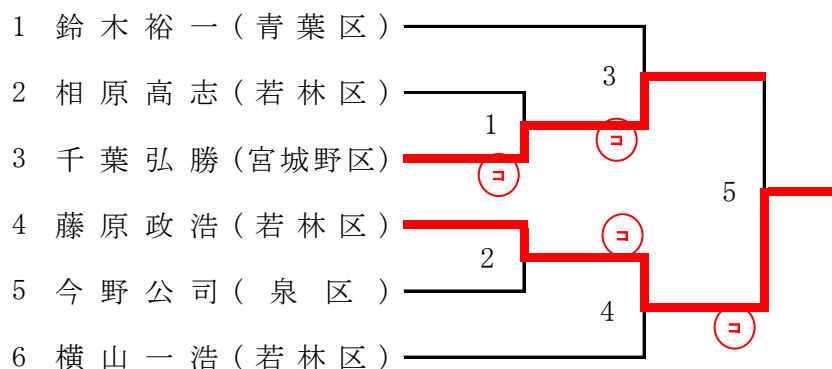 1 鈴木裕一(青葉区)
3
2 相原高志(若林区)
1
コ
3 千葉弘勝(宮城野区)
コ
5
4 藤原政浩(若林区)
コ
2
5 今野公司(泉区)
4
コ
6 横山一浩(若林区)